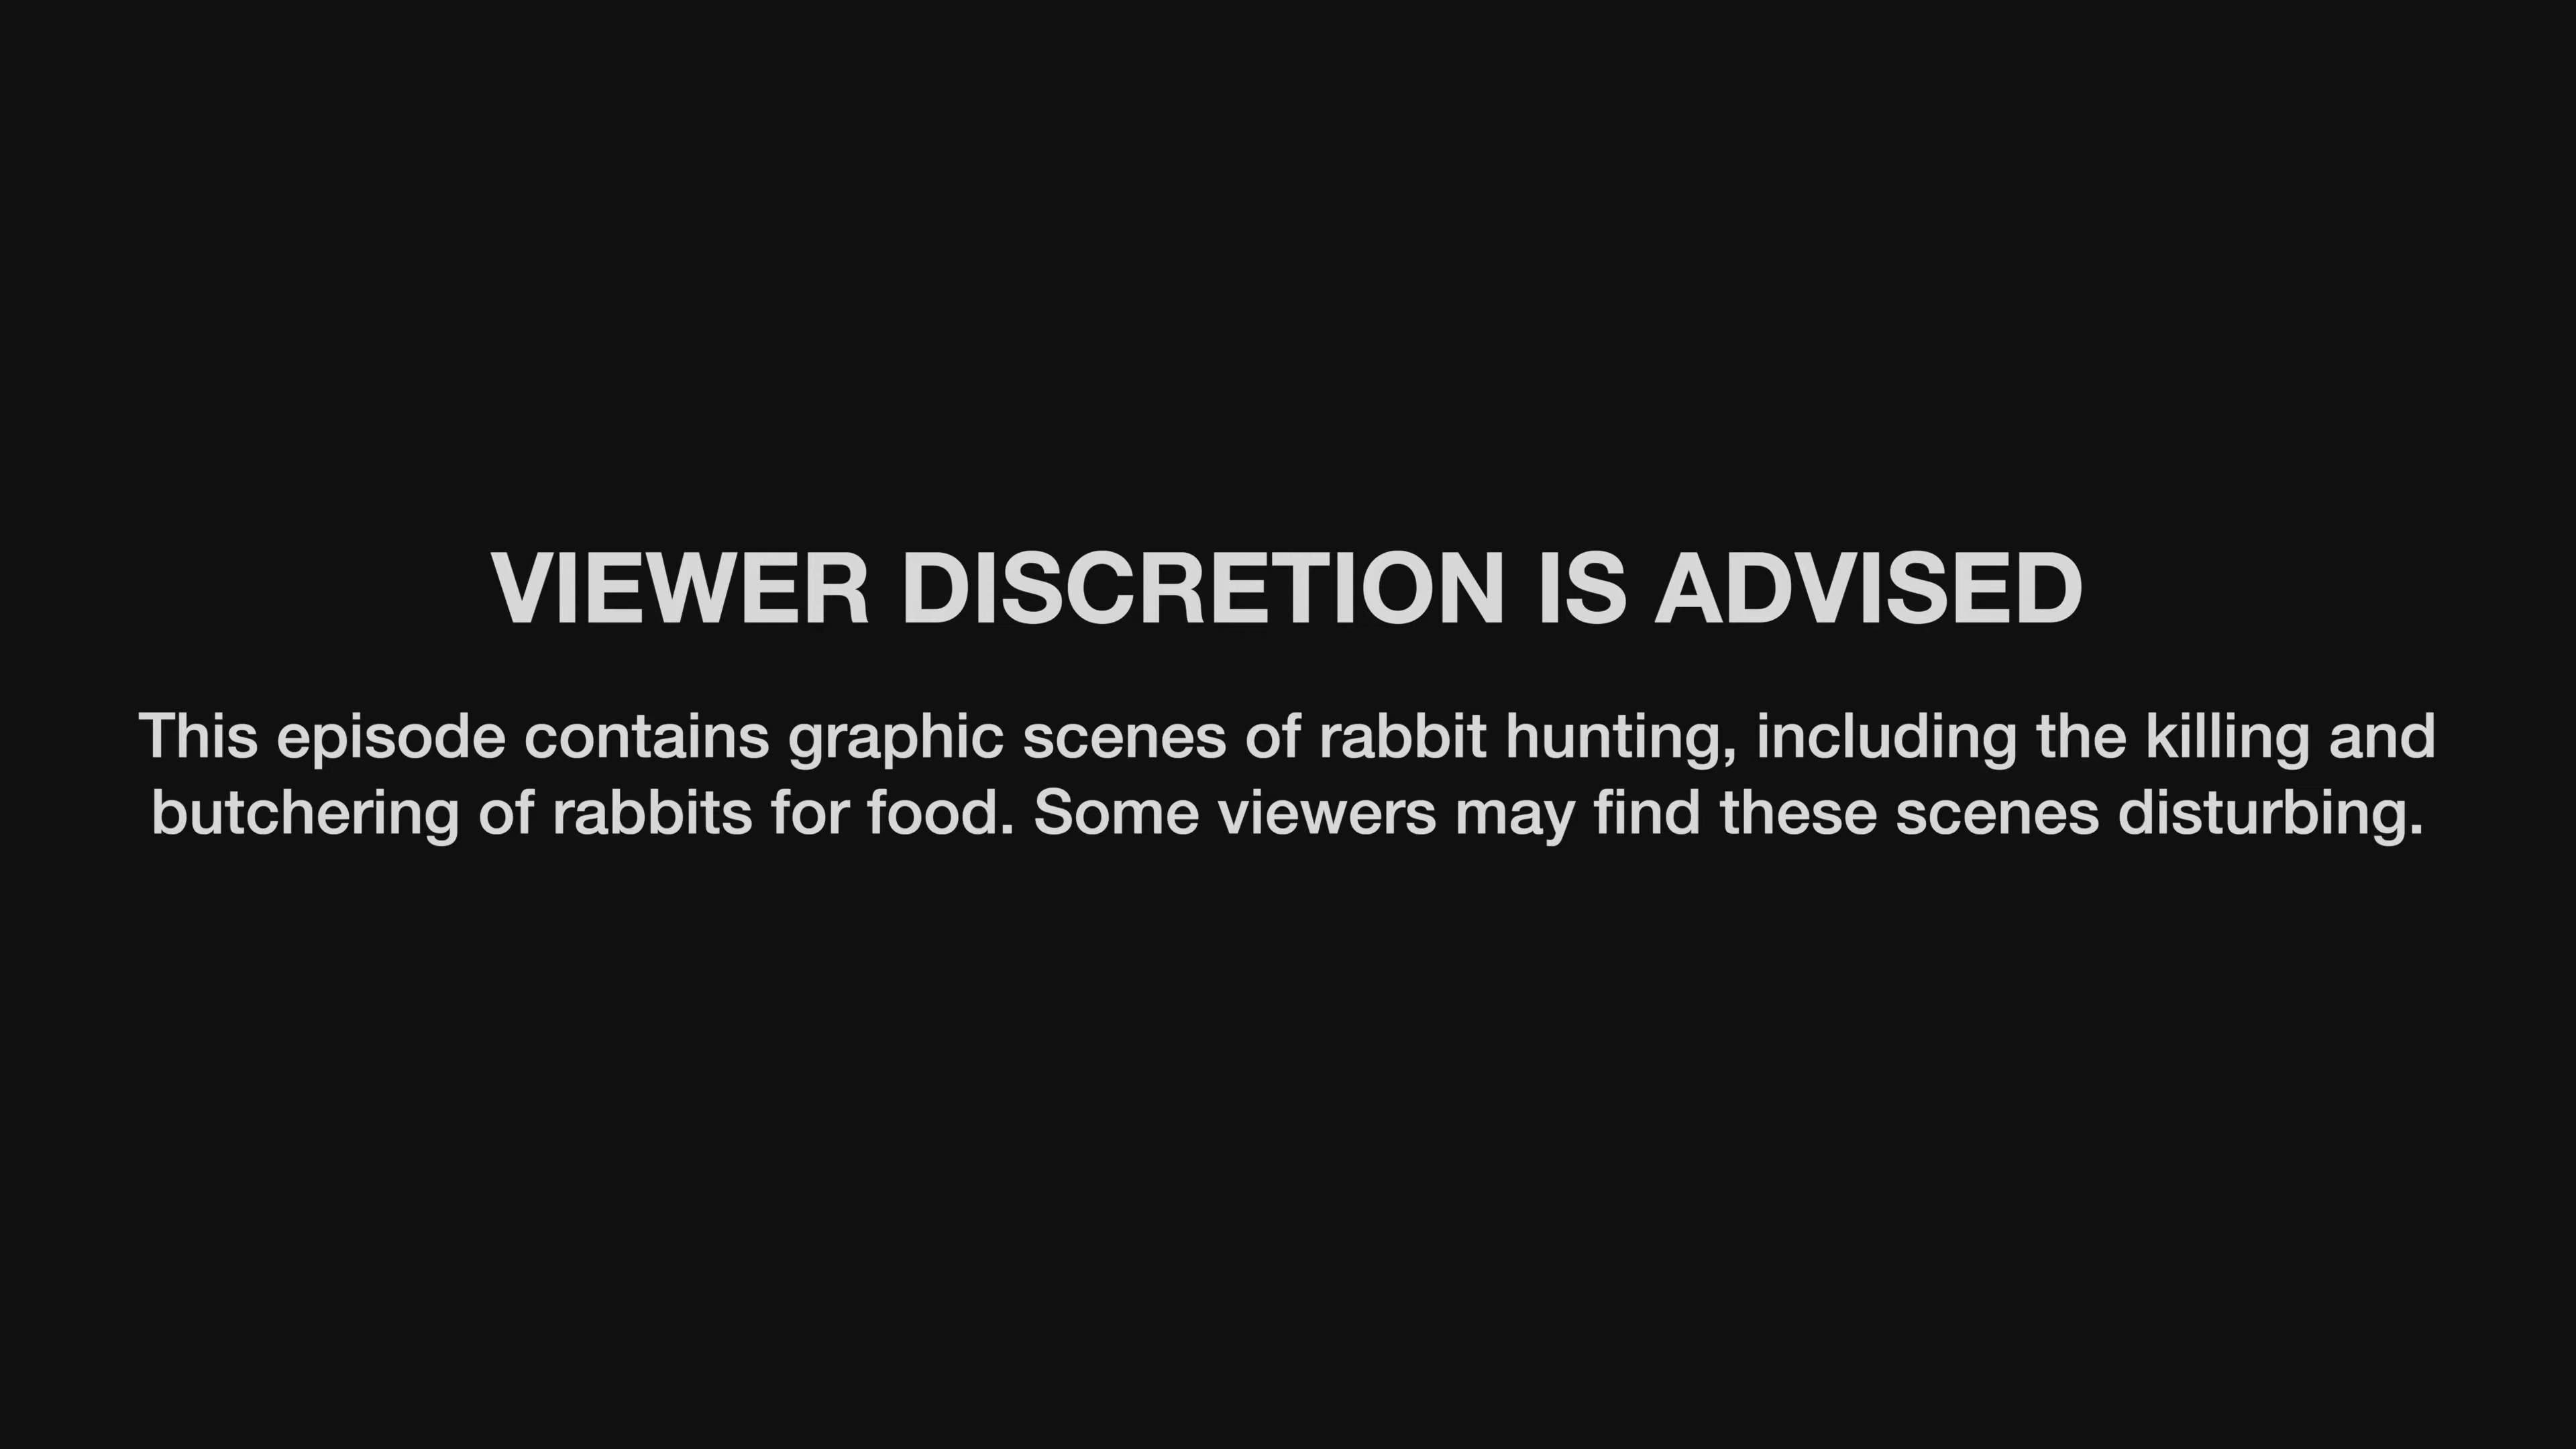 VIEWER DISCRETION IS ADVISED
This episode contains graphic scenes of rabbit hunting, including the killing and
butchering of rabbits for food. Some viewers may find these scenes disturbing.